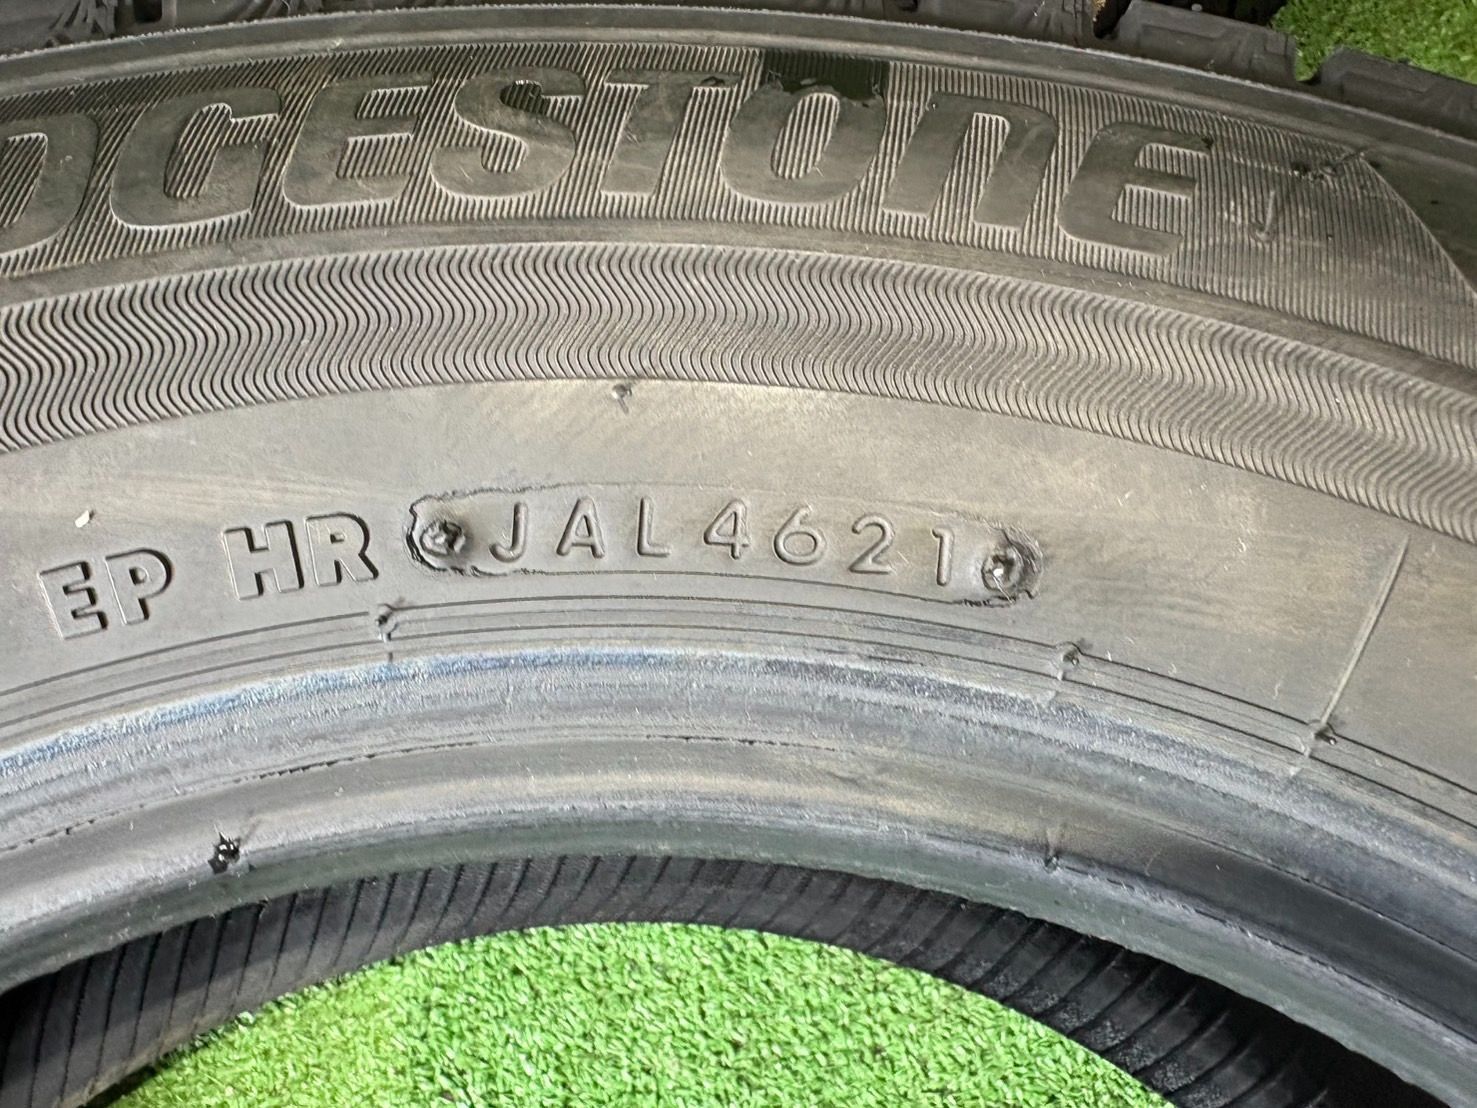 DGESTONE
EP HR JAL4621